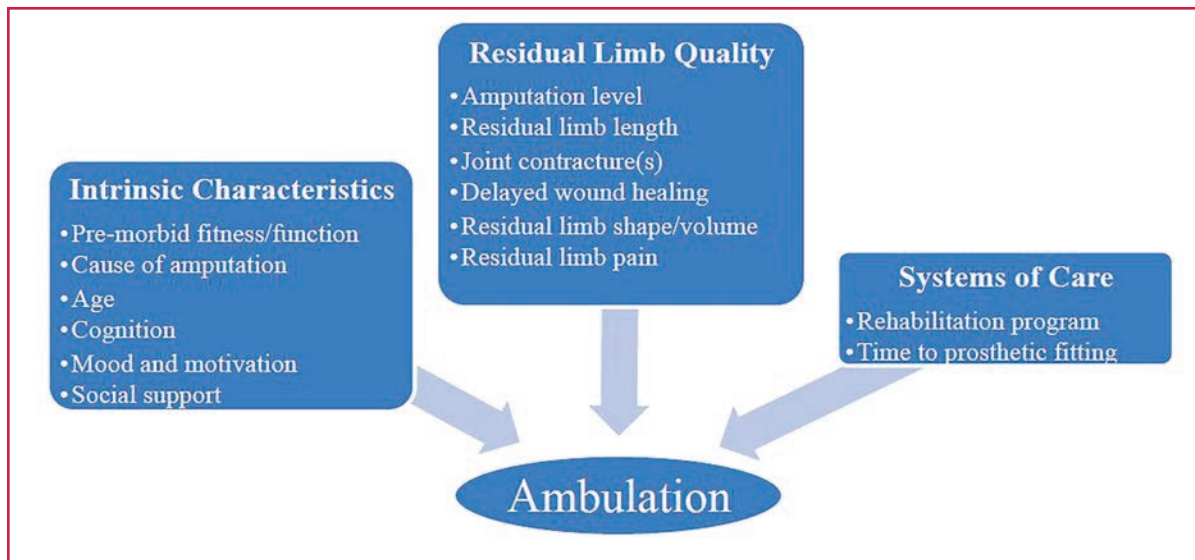 Residual Limb Quality
•Amputation level
•Residual limb length
•Joint contracture(s)
•Delayed wound healing
•Residual limb shape/volume
•Residual limb pain
Intrinsic Characteristics
•Pre-morbid fitness/function
•Cause of amputation
•Age
•Cognition
•Mood and motivation
•Social support
Systems of Care
•Rehabilitation program
•Time to prosthetic fitting
Ambulation